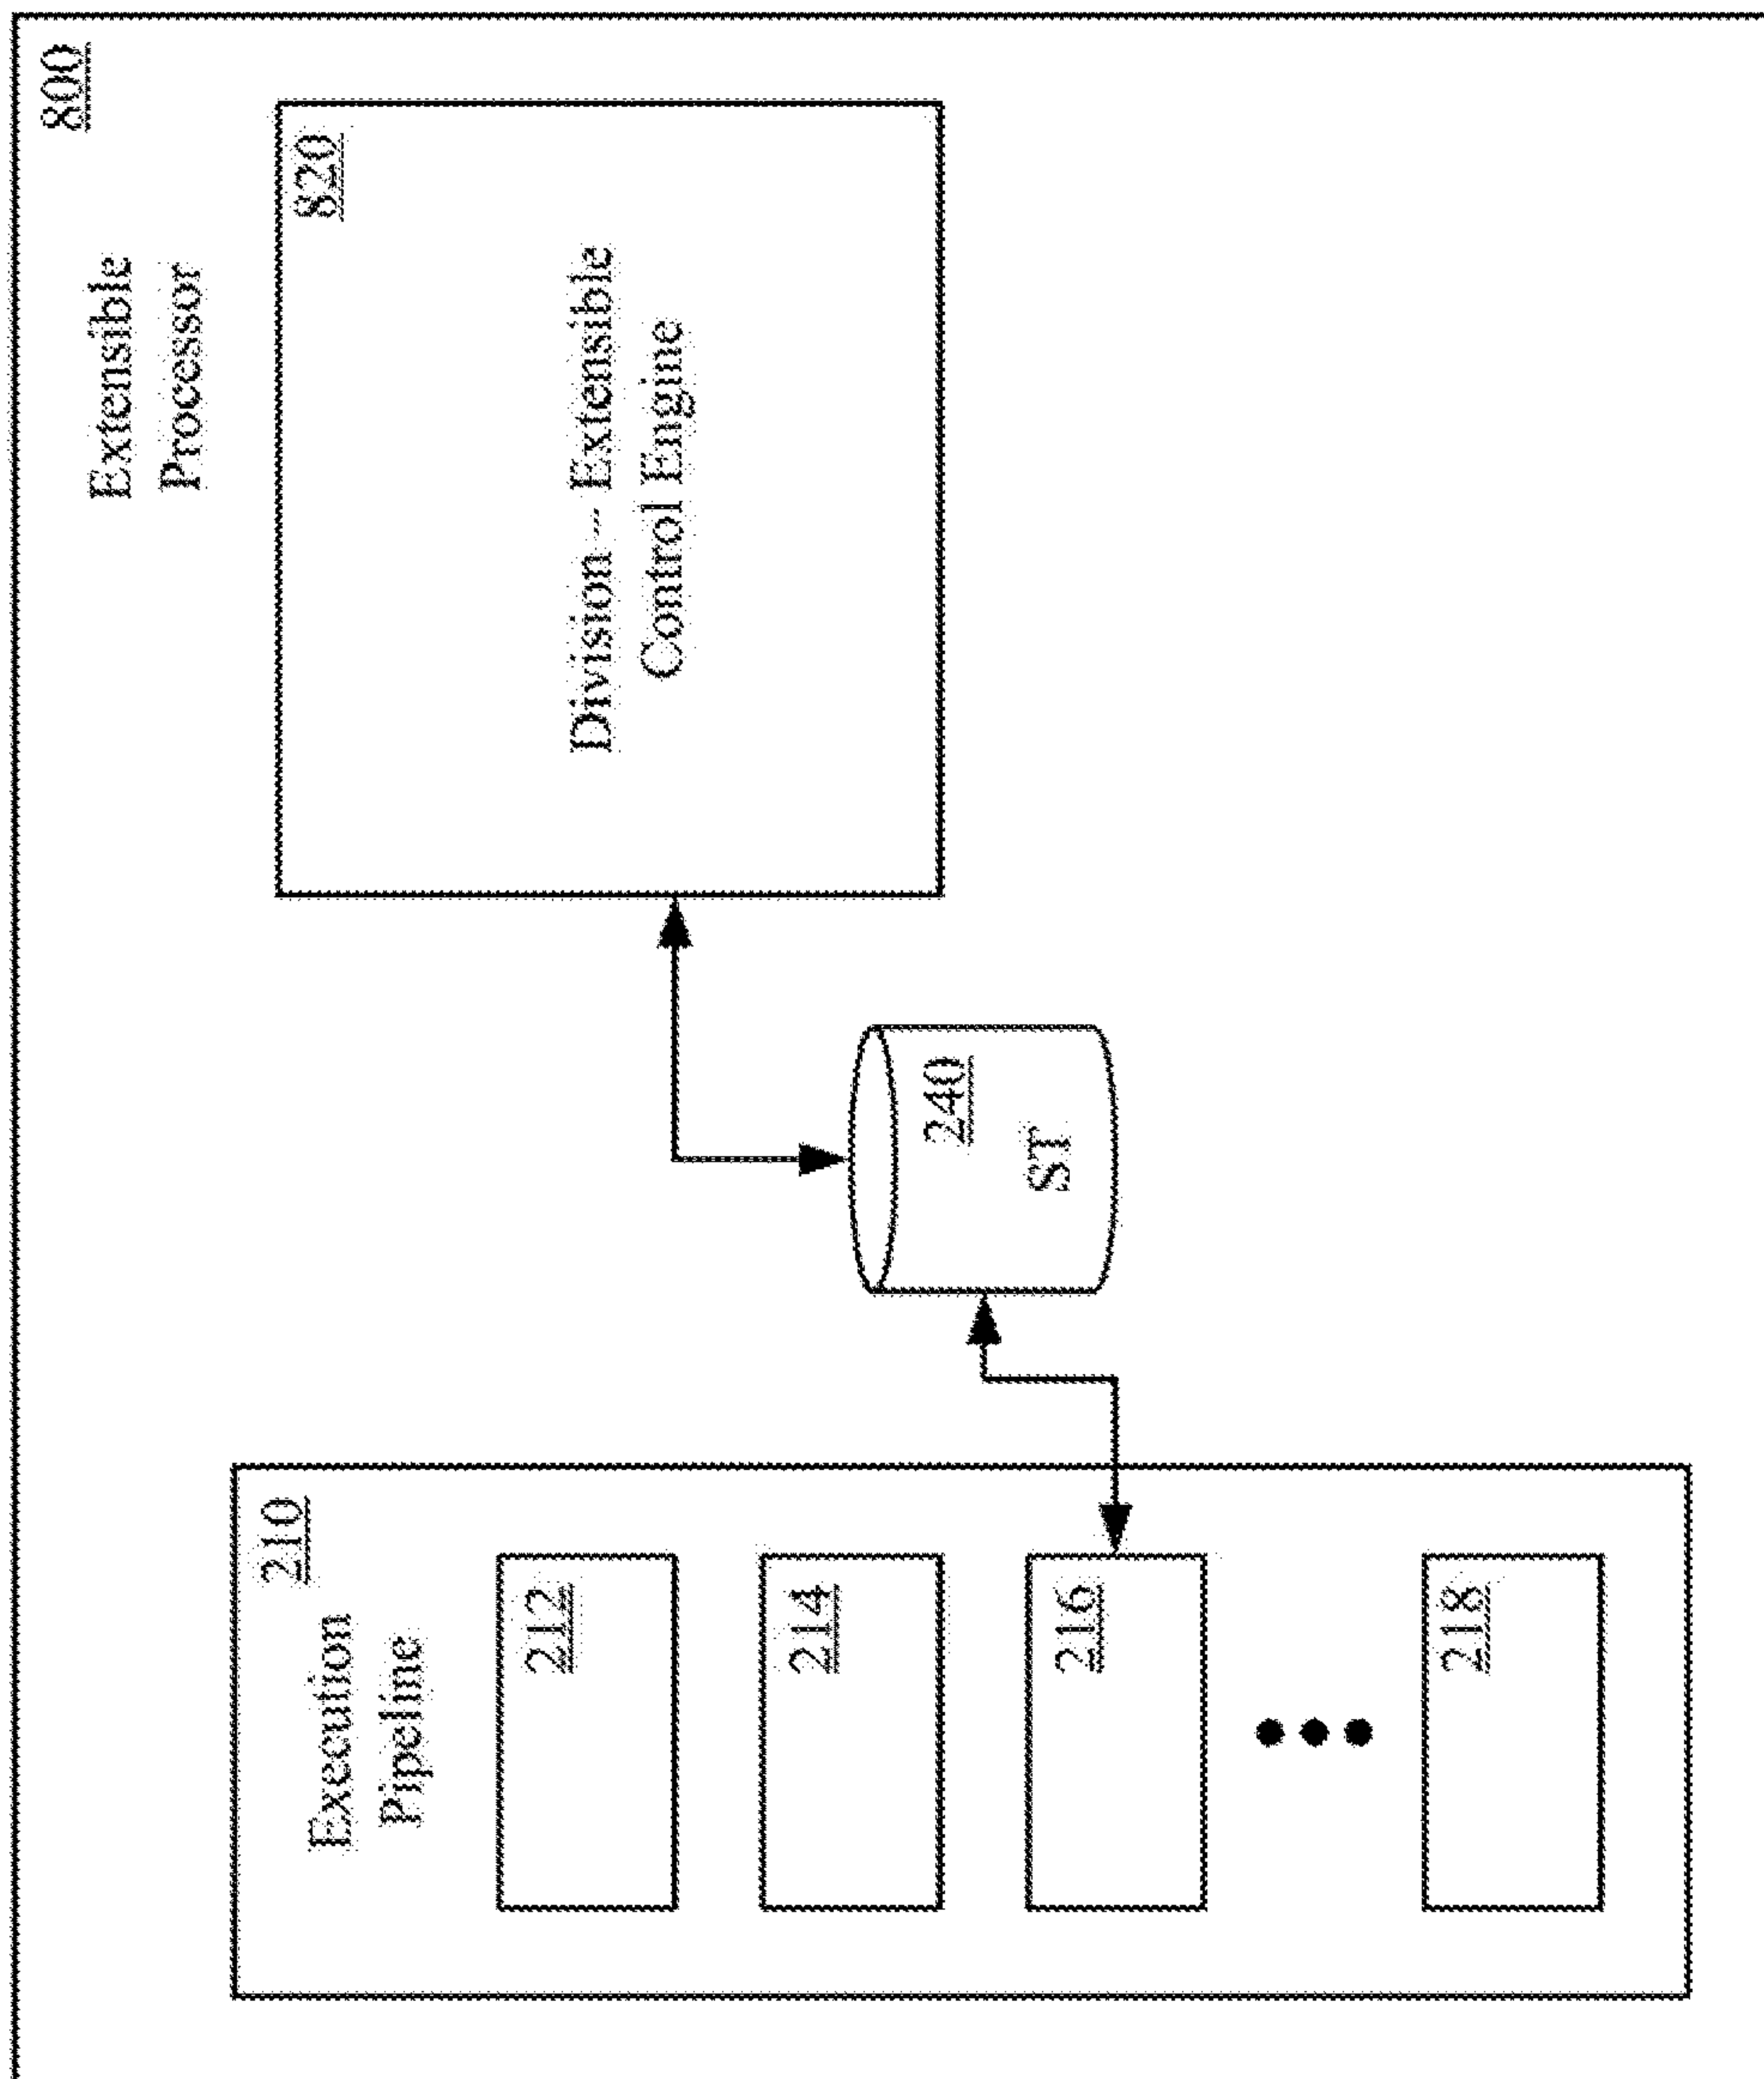 800
Extensible
Processor
210
Execution
Pipeline
212
214
216
218
240
ST
820
Division -- Extensible
Control Engine